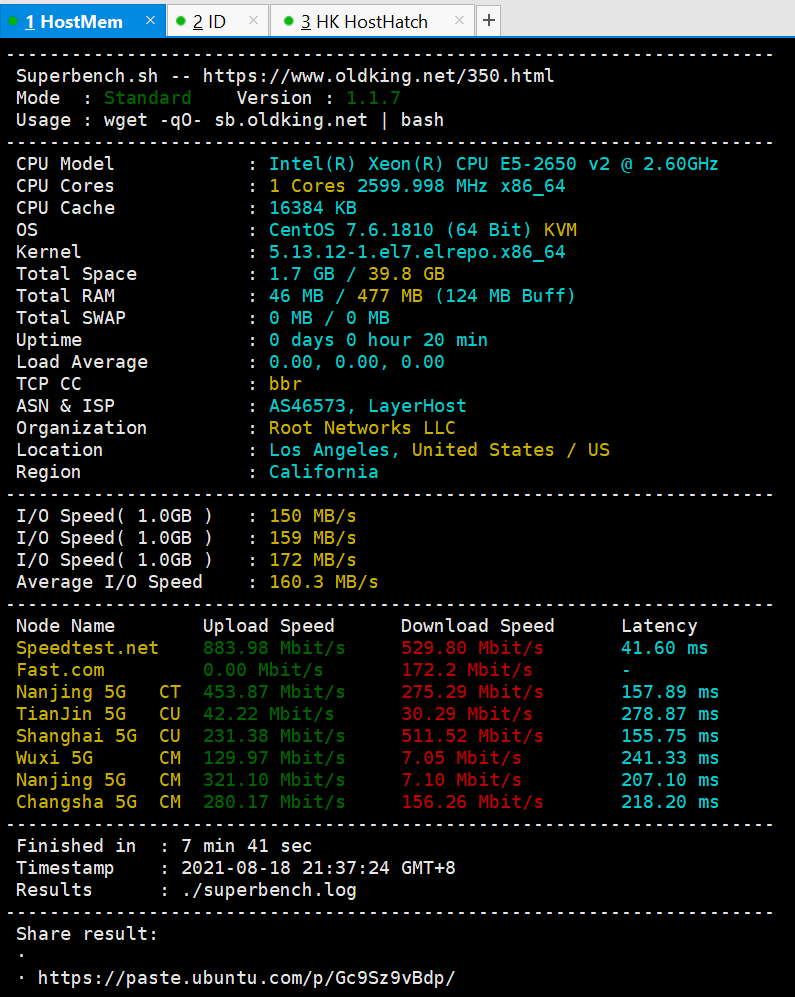 1 HostMem × 2 ID × 3 HK HostHatch × +
----------------------------------------------------------------------
Superbench.sh -- https://www.oldking.net/350.html
Mode  : Standard    Version : 1.1.7
Usage : wget -qO- sb.oldking.net | bash
----------------------------------------------------------------------
CPU Model            : Intel(R) Xeon(R) CPU E5-2650 v2 @ 2.60GHz
CPU Cores            : 1 Cores 2599.998 MHz x86_64
CPU Cache            : 16384 KB
OS                   : CentOS 7.6.1810 (64 Bit) KVM
Kernel               : 5.13.12-1.el7.elrepo.x86_64
Total Space          : 1.7 GB / 39.8 GB
Total RAM            : 46 MB / 477 MB (124 MB Buff)
Total SWAP           : 0 MB / 0 MB
Uptime               : 0 days 0 hour 20 min
Load Average         : 0.00, 0.00, 0.00
TCP CC               : bbr
ASN & ISP            : AS46573, LayerHost
Organization         : Root Networks LLC
Location             : Los Angeles, United States / US
Region               : California
----------------------------------------------------------------------
I/O Speed( 1.0GB )   : 150 MB/s
I/O Speed( 1.0GB )   : 159 MB/s
I/O Speed( 1.0GB )   : 172 MB/s
Average I/O Speed    : 160.3 MB/s
----------------------------------------------------------------------
Node Name        Upload Speed      Download Speed      Latency
Speedtest.net    883.98 Mbit/s     529.80 Mbit/s       41.60 ms
Fast.com         0.00 Mbit/s       172.2 Mbit/s        -
Nanjing 5G   CT  453.87 Mbit/s     275.29 Mbit/s       157.89 ms
TianJin 5G   CU  42.22 Mbit/s      30.29 Mbit/s        278.87 ms
Shanghai 5G  CU  231.38 Mbit/s     511.52 Mbit/s       155.75 ms
Wuxi 5G      CM  129.97 Mbit/s     7.05 Mbit/s         241.33 ms
Nanjing 5G   CM  321.10 Mbit/s     7.10 Mbit/s         207.10 ms
Changsha 5G  CM  280.17 Mbit/s     156.26 Mbit/s       218.20 ms
----------------------------------------------------------------------
Finished in  : 7 min 41 sec
Timestamp    : 2021-08-18 21:37:24 GMT+8
Results      : ./superbench.log
----------------------------------------------------------------------
Share result:
·
· https://paste.ubuntu.com/p/Gc9Sz9vBdp/